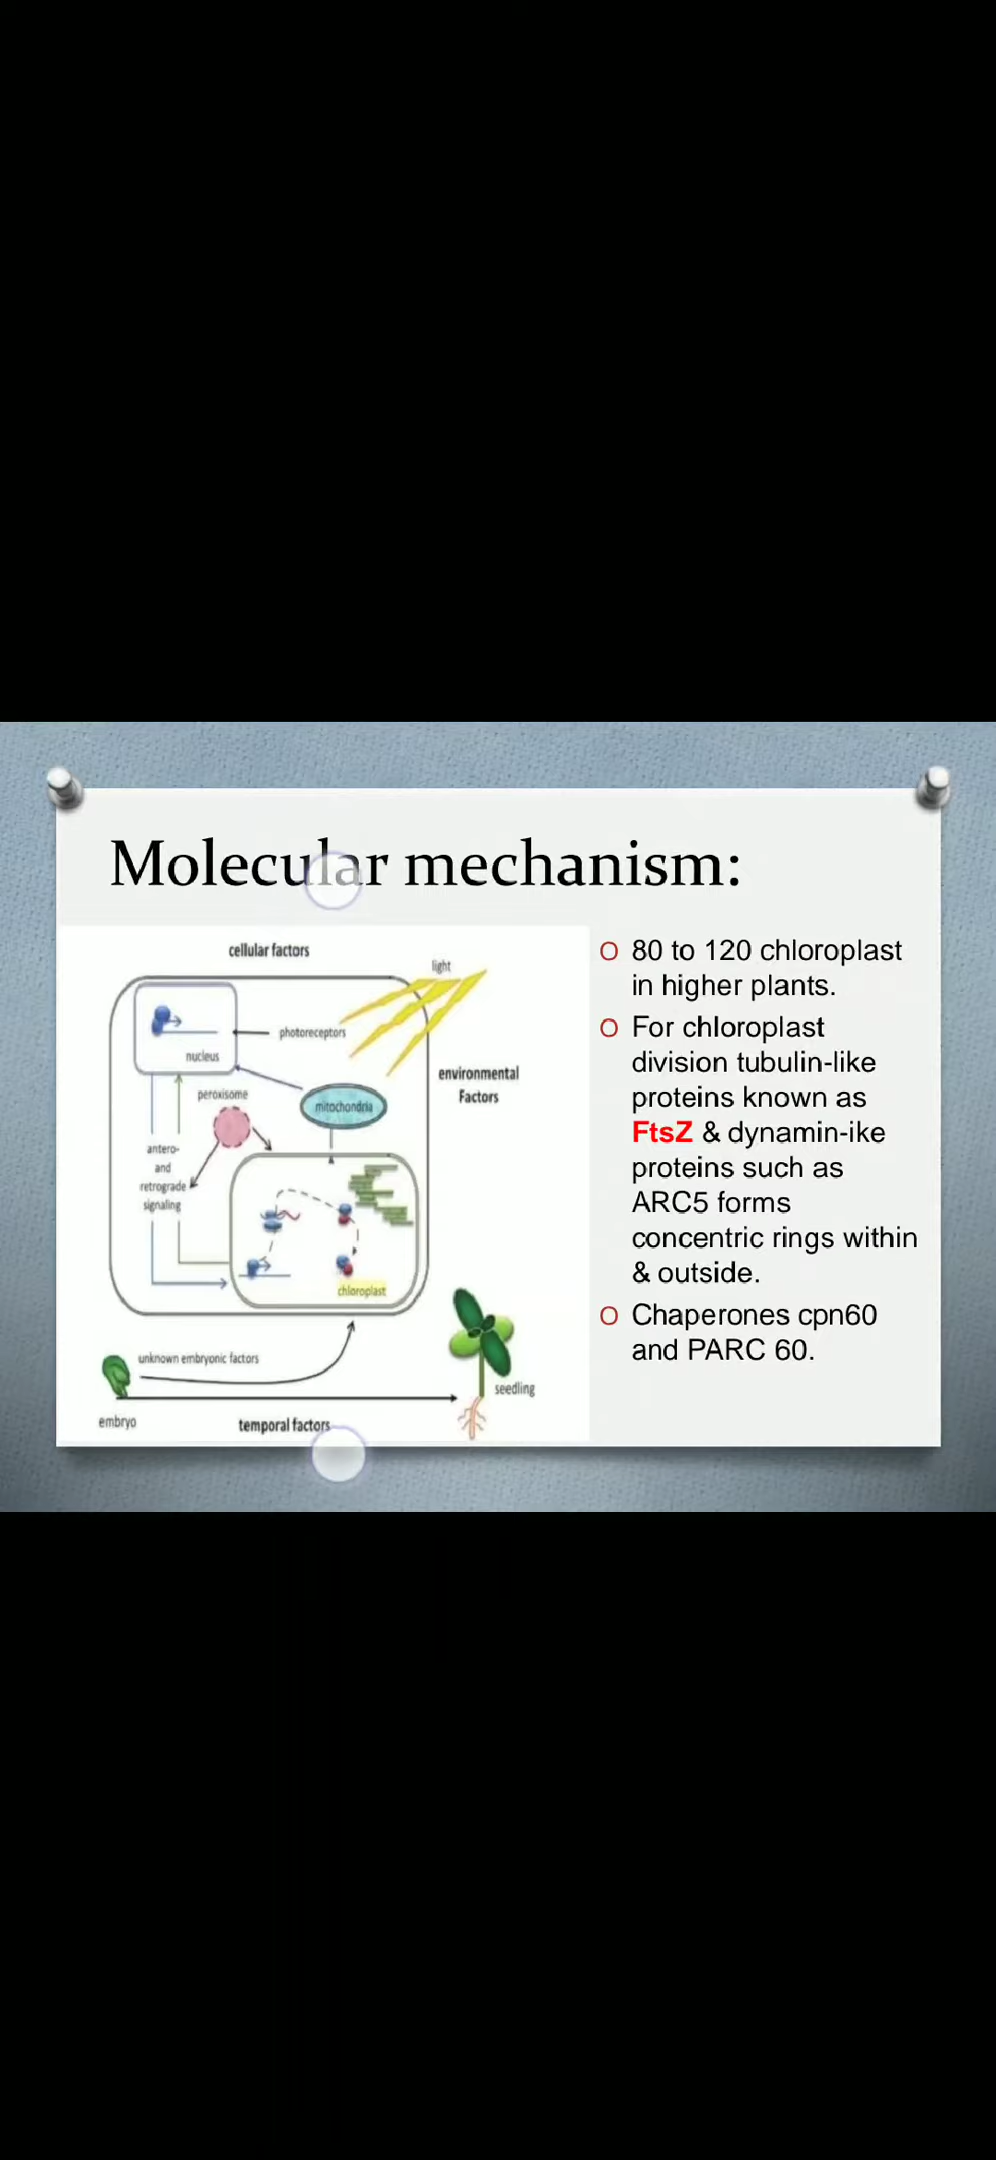 Molecular mechanism:
cellular factors
light
photoreceptors
nucleus
environmental
Factors
peroxisome
mitochondria
antero-
and
retrograde
signaling
chloroplast
unknown embryonic factors
seedling
embryo
temporal factors
O 80 to 120 chloroplast
in higher plants.
O For chloroplast
division tubulin-like
proteins known as
FtsZ & dynamin-ike
proteins such as
ARC5 forms
concentric rings within
& outside.
O Chaperones cpn60
and PARC 60.